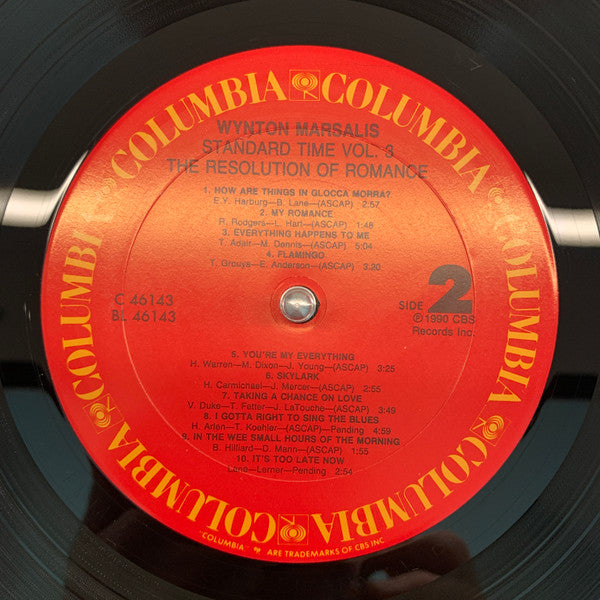 COLUMBIA COLUMBIA COLUMBIA COLUMBIA COLUMBIA COLUMBIA COLUMBIA COLUMBIA
WYNTON MARSALIS
STANDARD TIME VOL. 3
THE RESOLUTION OF ROMANCE
1. HOW ARE THINGS IN GLOCCA MORRA?
E.Y. Harburg—B. Lane—(ASCAP) 2:57
2. MY ROMANCE
R. Rodgers—L. Hart—(ASCAP) 1:48
3. EVERYTHING HAPPENS TO ME
T. Adair—M. Dennis—(ASCAP) 5:04
4. FLAMINGO
T. Grouya—E. Anderson—(ASCAP) 3:20
C 46143
BL 46143
SIDE 2
℗ 1990 CBS
Records Inc.
5. YOU'RE MY EVERYTHING
H. Warren—M. Dixon—J. Young—(ASCAP) 3:25
6. SKYLARK
H. Carmichael—J. Mercer—(ASCAP) 2:55
7. TAKING A CHANCE ON LOVE
V. Duke—T. Fetter—J. LaTouche—(ASCAP) 3:49
8. I GOTTA RIGHT TO SING THE BLUES
H. Arlen—T. Koehler—(ASCAP)—Pending 4:59
9. IN THE WEE SMALL HOURS OF THE MORNING
B. Hilliard—D. Mann—(ASCAP) 1:55
10. IT'S TOO LATE NOW
Lane—Lerner—Pending 2:54
"COLUMBIA" ARE TRADEMARKS OF CBS INC.